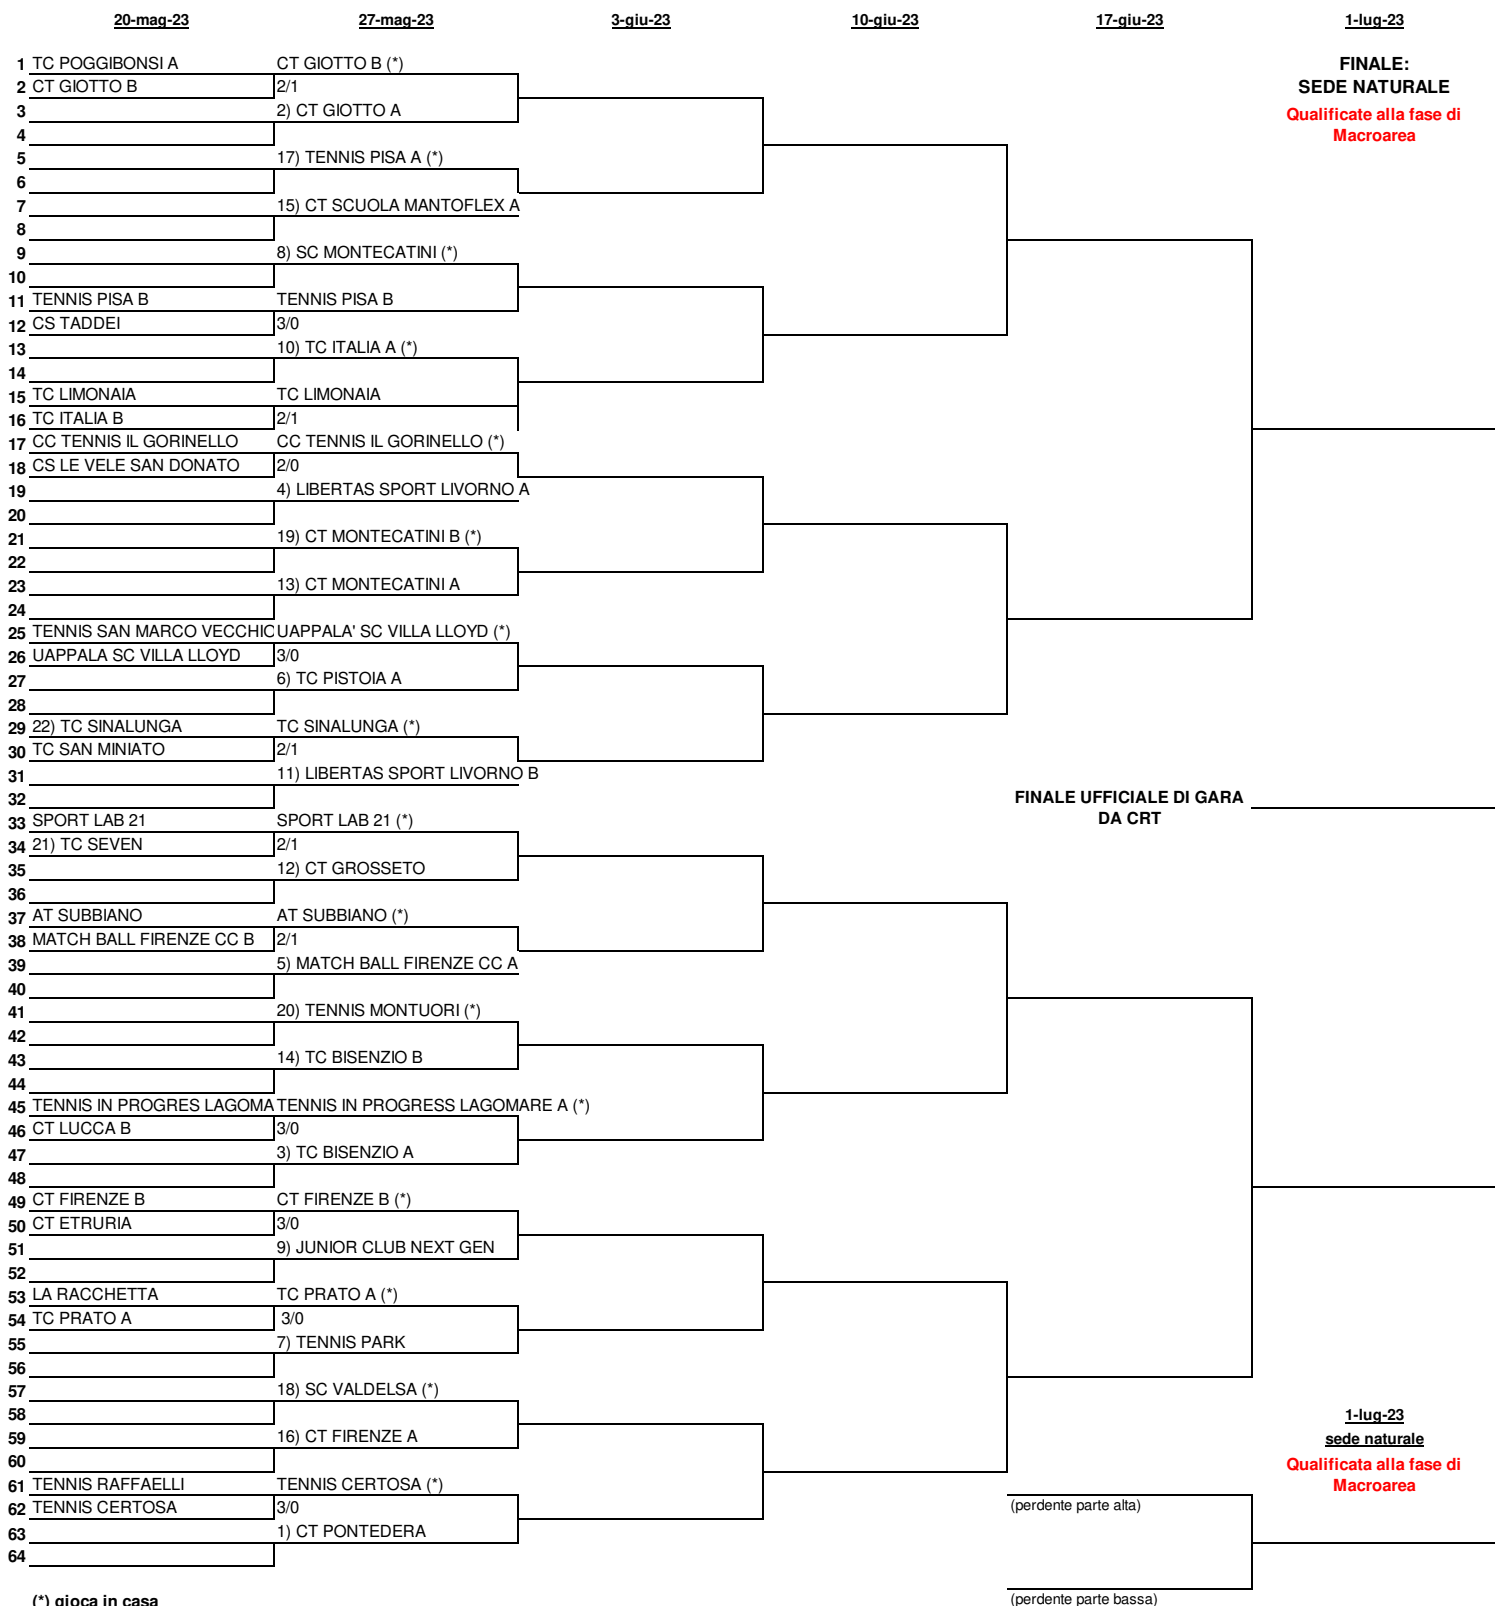 20-mag-23 27-mag-23 3-giu-23 10-giu-23 17-giu-23 1-lug-23
1 TC POGGIBONSI A CT GIOTTO B (*) FINALE:
2 CT GIOTTO B 2/1 SEDE NATURALE
3 2) CT GIOTTO A Qualificate alla fase di
4 Macroarea
5 17) TENNIS PISA A (*)
6
7 15) CT SCUOLA MANTOFLEX A
8
9 8) SC MONTECATINI (*)
10
11 TENNIS PISA B TENNIS PISA B
12 CS TADDEI 3/0
13 10) TC ITALIA A (*)
14
15 TC LIMONAIA TC LIMONAIA
16 TC ITALIA B 2/1
17 CC TENNIS IL GORINELLO CC TENNIS IL GORINELLO (*)
18 CS LE VELE SAN DONATO 2/0
19 4) LIBERTAS SPORT LIVORNO A
20
21 19) CT MONTECATINI B (*)
22
23 13) CT MONTECATINI A
24
25 TENNIS SAN MARCO VECCHIO UAPPALA' SC VILLA LLOYD (*)
26 UAPPALA SC VILLA LLOYD 3/0
27 6) TC PISTOIA A
28
29 22) TC SINALUNGA TC SINALUNGA (*)
30 TC SAN MINIATO 2/1
31 11) LIBERTAS SPORT LIVORNO B
32 FINALE UFFICIALE DI GARA
DA CRT
33 SPORT LAB 21 SPORT LAB 21 (*)
34 21) TC SEVEN 2/1
35 12) CT GROSSETO
36
37 AT SUBBIANO AT SUBBIANO (*)
38 MATCH BALL FIRENZE CC B 2/1
39 5) MATCH BALL FIRENZE CC A
40
41 20) TENNIS MONTUORI (*)
42
43 14) TC BISENZIO B
44
45 TENNIS IN PROGRES LAGOMA TENNIS IN PROGRESS LAGOMARE A (*)
46 CT LUCCA B 3/0
47 3) TC BISENZIO A
48
49 CT FIRENZE B CT FIRENZE B (*)
50 CT ETRURIA 3/0
51 9) JUNIOR CLUB NEXT GEN
52
53 LA RACCHETTA TC PRATO A (*)
54 TC PRATO A 3/0
55 7) TENNIS PARK
56
57 18) SC VALDELSA (*)
58 1-lug-23
59 16) CT FIRENZE A sede naturale
60 Qualificata alla fase di
61 TENNIS RAFFAELLI TENNIS CERTOSA (*) Macroarea
62 TENNIS CERTOSA 3/0 (perdente parte alta)
63 1) CT PONTEDERA
64
(*) gioca in casa (perdente parte bassa)